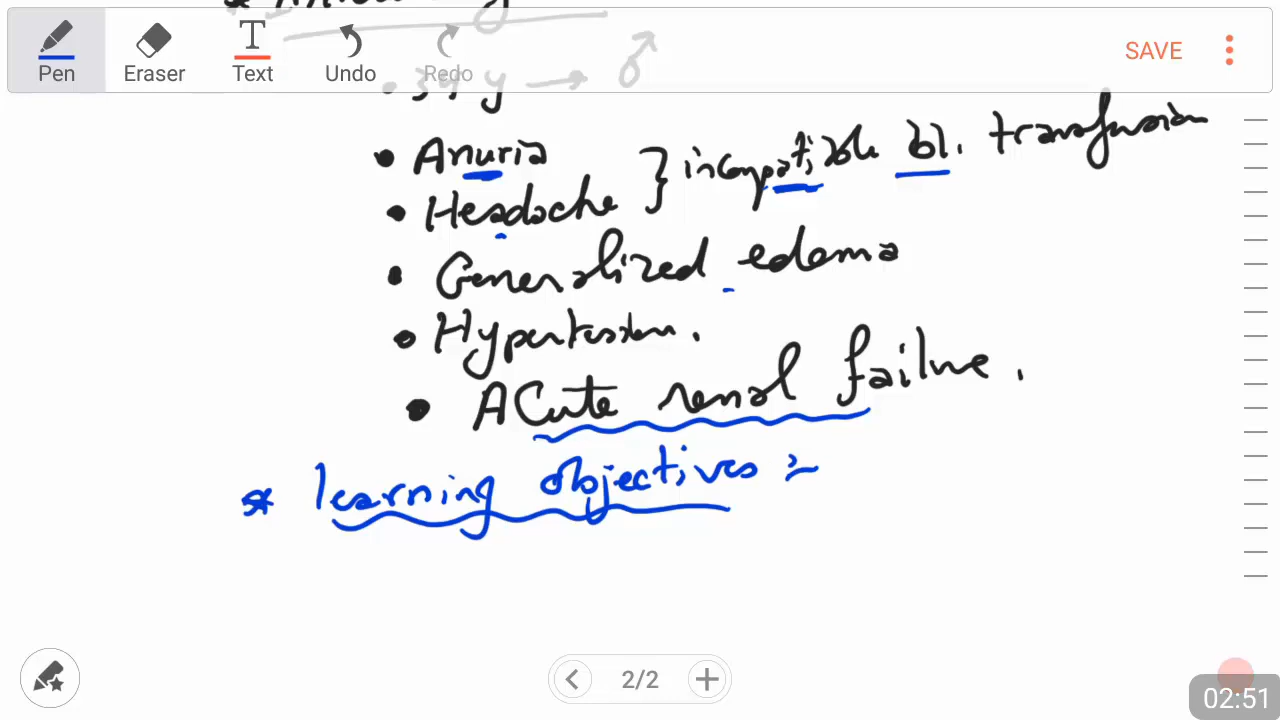 Pen Eraser Text Undo Redo SAVE
• 34 y → ♂
• Anuria
• Headache } incompatible bl. transfusion
• Generalized edema
• Hypertension.
• Acute renal failure.
* learning objectives :-
2/2
02:51